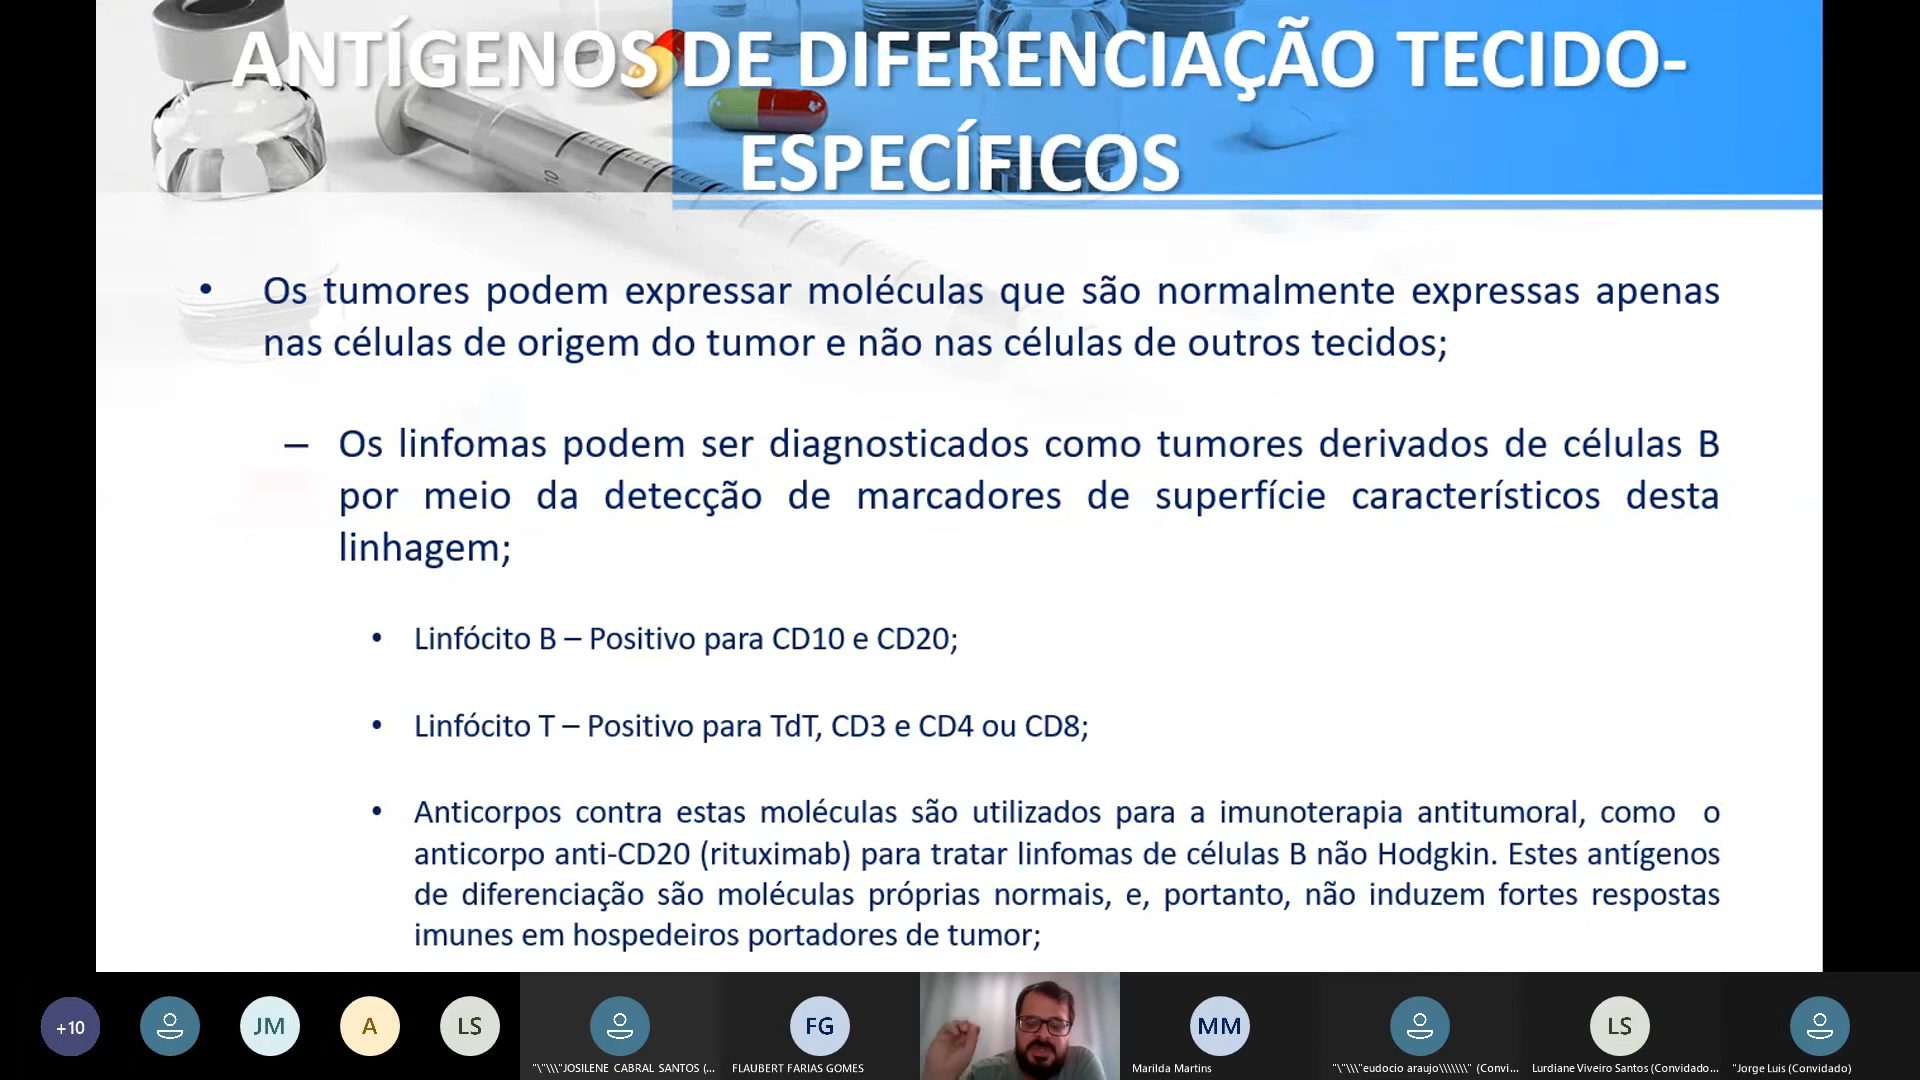 ANTÍGENOS DE DIFERENCIAÇÃO TECIDO-
ESPECÍFICOS
• Os tumores podem expressar moléculas que são normalmente expressas apenas
nas células de origem do tumor e não nas células de outros tecidos;
– Os linfomas podem ser diagnosticados como tumores derivados de células B
por meio da detecção de marcadores de superfície característicos desta
linhagem;
• Linfócito B – Positivo para CD10 e CD20;
• Linfócito T – Positivo para TdT, CD3 e CD4 ou CD8;
• Anticorpos contra estas moléculas são utilizados para a imunoterapia antitumoral, como o
anticorpo anti-CD20 (rituximab) para tratar linfomas de células B não Hodgkin. Estes antígenos
de diferenciação são moléculas próprias normais, e, portanto, não induzem fortes respostas
imunes em hospedeiros portadores de tumor;
10
+10
JM
A
LS
FG
MM
LS
"\"\\\"JOSILENE CABRAL SANTOS (...
FLAUBERT FARIAS GOMES
Marilda Martins
"\"\\\"eudocio araujo\\\\\\\" (Convi...
Lurdiane Viveiro Santos (Convidado...
"Jorge Luis (Convidado)